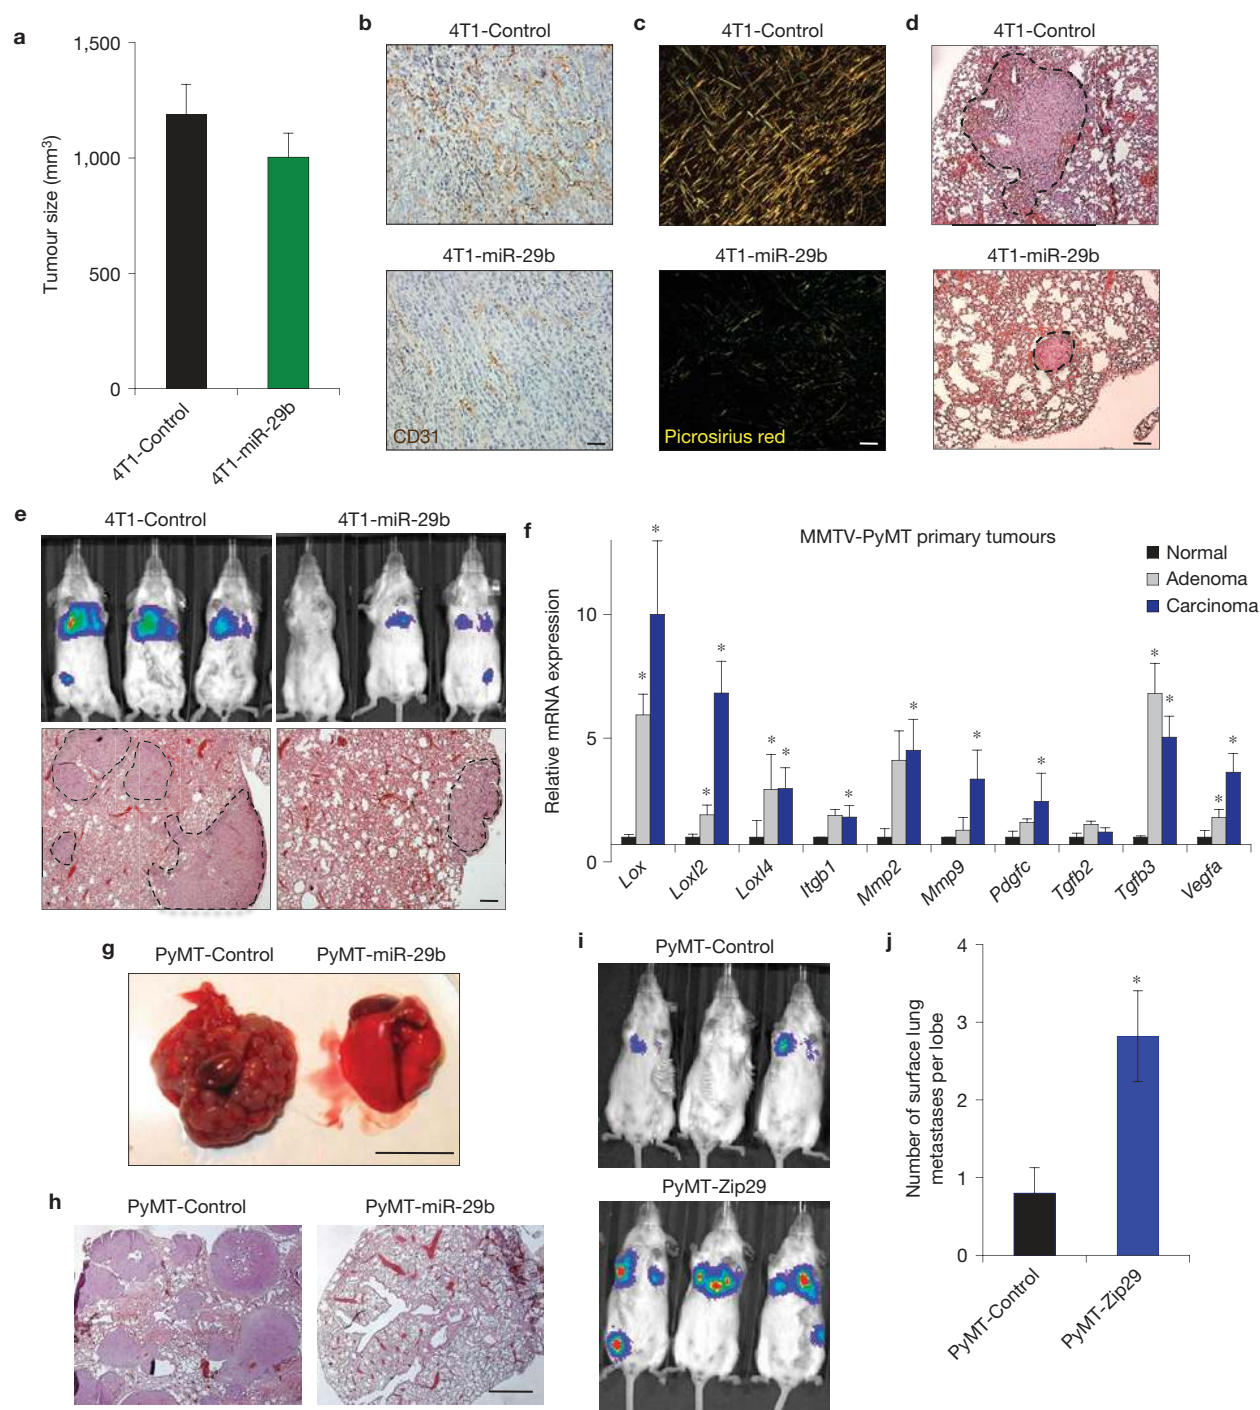 a
Tumour size (mm3)
1,500
1,000
500
0
4T1-Control
4T1-miR-29b
b
4T1-Control
4T1-miR-29b
CD31
c
4T1-Control
4T1-miR-29b
Picrosirius red
d
4T1-Control
4T1-miR-29b
e
4T1-Control
4T1-miR-29b
f
MMTV-PyMT primary tumours
Normal
Adenoma
Carcinoma
Relative mRNA expression
10
5
0
* * * * * * * * * * * * * *
Lox
Loxl2
Loxl4
Itgb1
Mmp2
Mmp9
Pdgfc
Tgfb2
Tgfb3
Vegfa
g
PyMT-Control
PyMT-miR-29b
h
PyMT-Control
PyMT-miR-29b
i
PyMT-Control
PyMT-Zip29
j
Number of surface lung
metastases per lobe
4
3
2
1
0
*
PyMT-Control
PyMT-Zip29